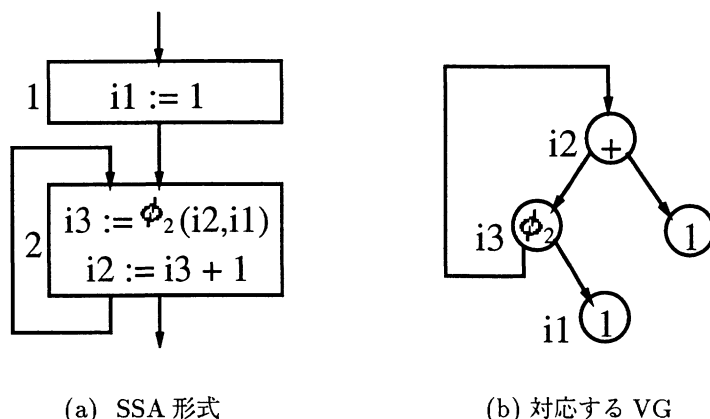 1
i1 := 1
2
i3 := ϕ₂(i2,i1)
i2 := i3 + 1
(a) SSA 形式
i2
+
i3
ϕ₂
1
i1
1
(b) 対応する VG